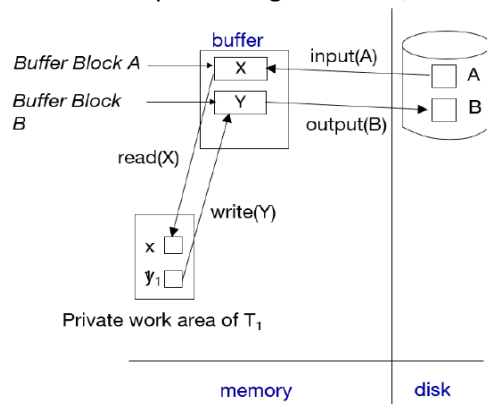 buffer
Buffer Block A
X
input(A)
A
Buffer Block
B
Y
output(B)
B
read(X)
write(Y)
x
y₁
Private work area of T₁
memory
disk